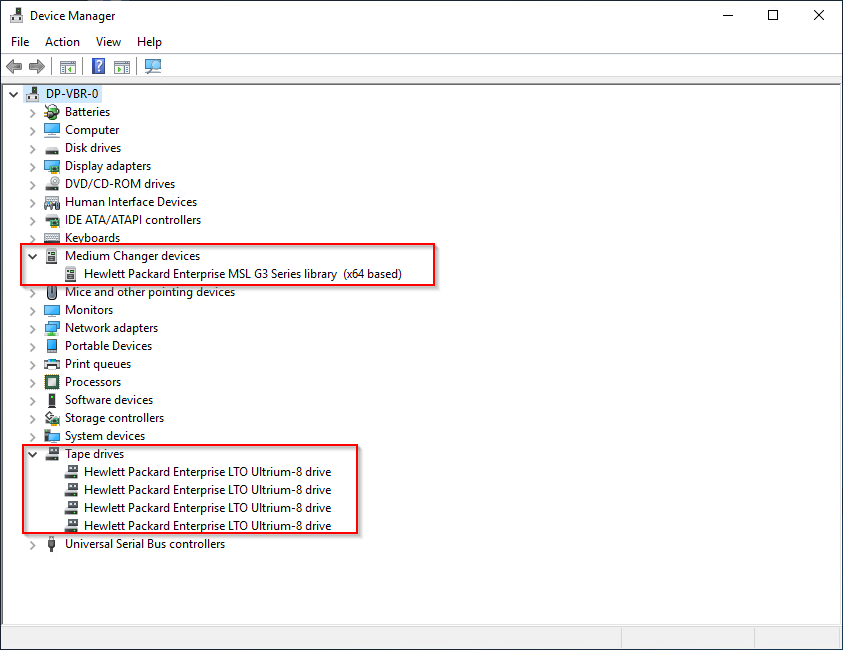 Device Manager
File Action View Help
DP-VBR-0
Batteries
Computer
Disk drives
Display adapters
DVD/CD-ROM drives
Human Interface Devices
IDE ATA/ATAPI controllers
Keyboards
Medium Changer devices
Hewlett Packard Enterprise MSL G3 Series library  (x64 based)
Mice and other pointing devices
Monitors
Network adapters
Portable Devices
Print queues
Processors
Software devices
Storage controllers
System devices
Tape drives
Hewlett Packard Enterprise LTO Ultrium-8 drive
Hewlett Packard Enterprise LTO Ultrium-8 drive
Hewlett Packard Enterprise LTO Ultrium-8 drive
Hewlett Packard Enterprise LTO Ultrium-8 drive
Universal Serial Bus controllers